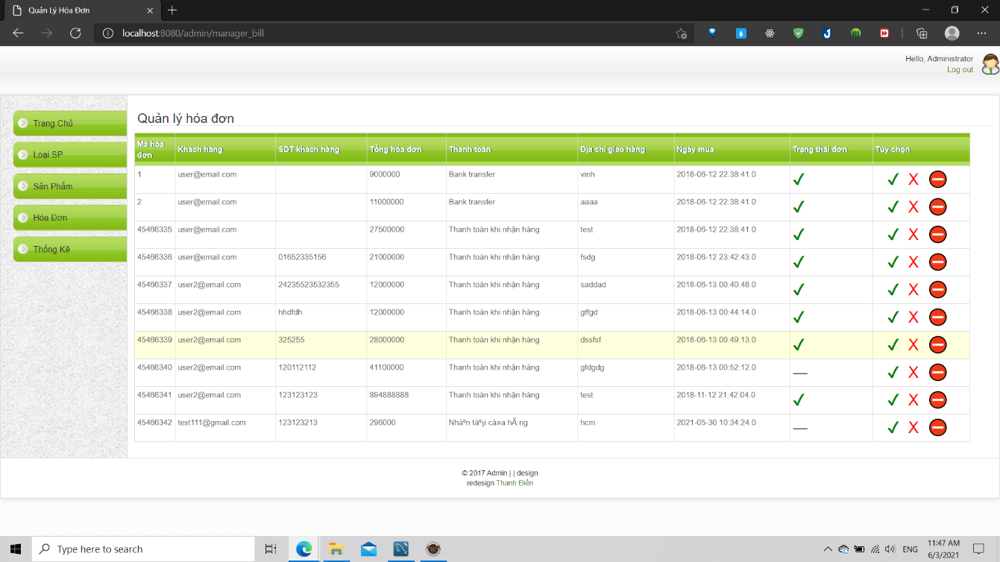 Quản Lý Hóa Đơn
localhost:8080/admin/manager_bill
Hello, Administrator
Log out
Trang Chủ
Loại SP
Sản Phẩm
Hóa Đơn
Thống Kê
Quản lý hóa đơn
Mã hóa đơn Khách hàng SDT khách hàng Tổng hóa đơn Thanh toán Địa chỉ giao hàng Ngày mua Trạng thái đơn Tùy chọn
1 user@email.com 9000000 Bank transfer vinh 2018-06-12 22:38:41.0
2 user@email.com 11000000 Bank transfer aaaa 2018-06-12 22:38:41.0
45466335 user@email.com 27500000 Thanh toán khi nhận hàng test 2018-06-12 22:38:41.0
45466336 user@email.com 01652335156 21000000 Thanh toán khi nhận hàng fsdg 2018-06-12 23:42:43.0
45466337 user2@email.com 24235523532355 12000000 Thanh toán khi nhận hàng saddad 2018-06-13 00:40:48.0
45466338 user2@email.com hhdfdh 12000000 Thanh toán khi nhận hàng gffgd 2018-06-13 00:44:14.0
45466339 user2@email.com 325255 28000000 Thanh toán khi nhận hàng dssfsf 2018-06-13 00:49:13.0
45466340 user2@email.com 120112112 41100000 Thanh toán khi nhận hàng gfdgdg 2018-06-13 00:52:12.0
45466341 user2@email.com 123123123 894888888 Thanh toán khi nhận hàng test 2018-11-12 21:42:04.0
45466342 test111@gmail.com 123123213 296000 Nháºn táº¡i cá»a hÃ ng hcm 2021-05-30 10:34:24.0
© 2017 Admin | | design
redesign Thanh Điền
Type here to search
ENG
11:47 AM
6/3/2021